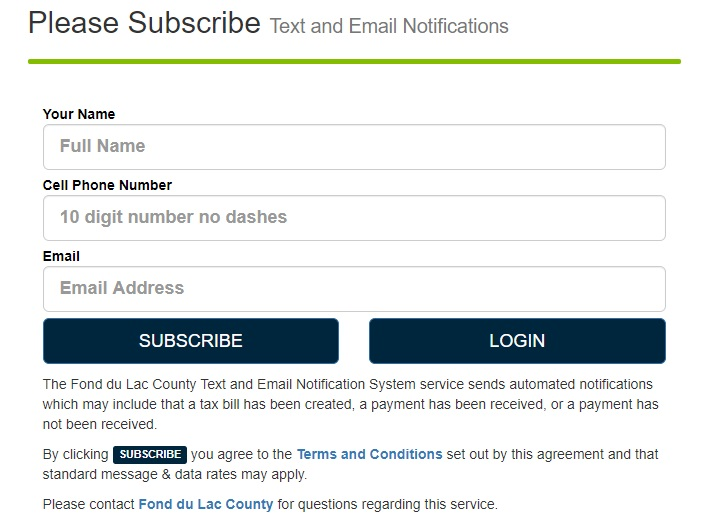 Please Subscribe Text and Email Notifications
Your Name
Full Name
Cell Phone Number
10 digit number no dashes
Email
Email Address
SUBSCRIBE LOGIN
The Fond du Lac County Text and Email Notification System service sends automated notifications
which may include that a tax bill has been created, a payment has been received, or a payment has
not been received.
By clicking SUBSCRIBE you agree to the Terms and Conditions set out by this agreement and that
standard message & data rates may apply.
Please contact Fond du Lac County for questions regarding this service.